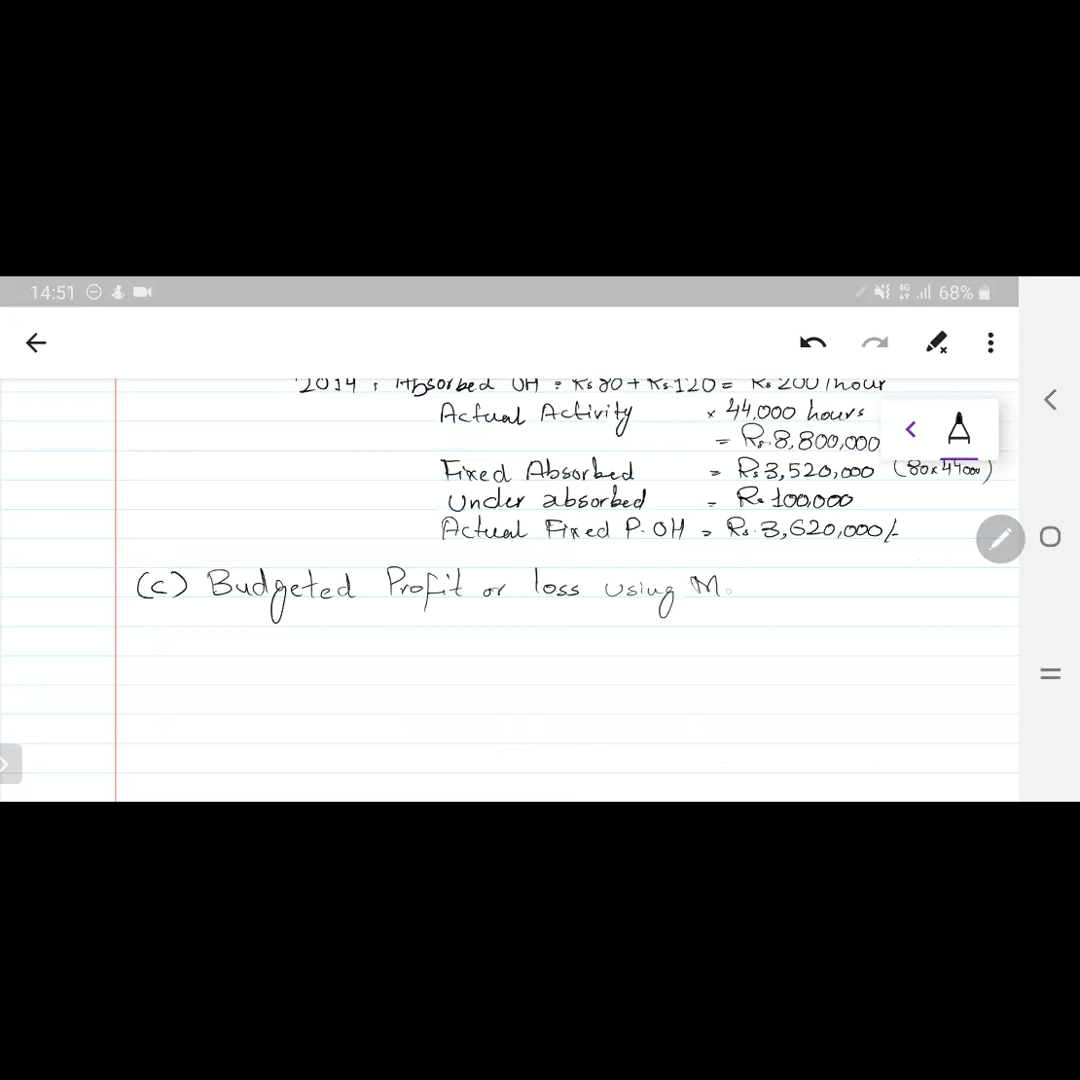 14:51 4G 68%
2014 : Absorbed OH = Rs 80 + Rs.120 = Rs 200/hour
Actual Activity × 44,000 hours
= Rs. 8,800,000
Fixed Absorbed = Rs 3,520,000 (80x44000)
Under absorbed = Rs 100,000
Actual Fixed P.OH = Rs. 3,620,000/-
(c) Budgeted Profit or loss using M.